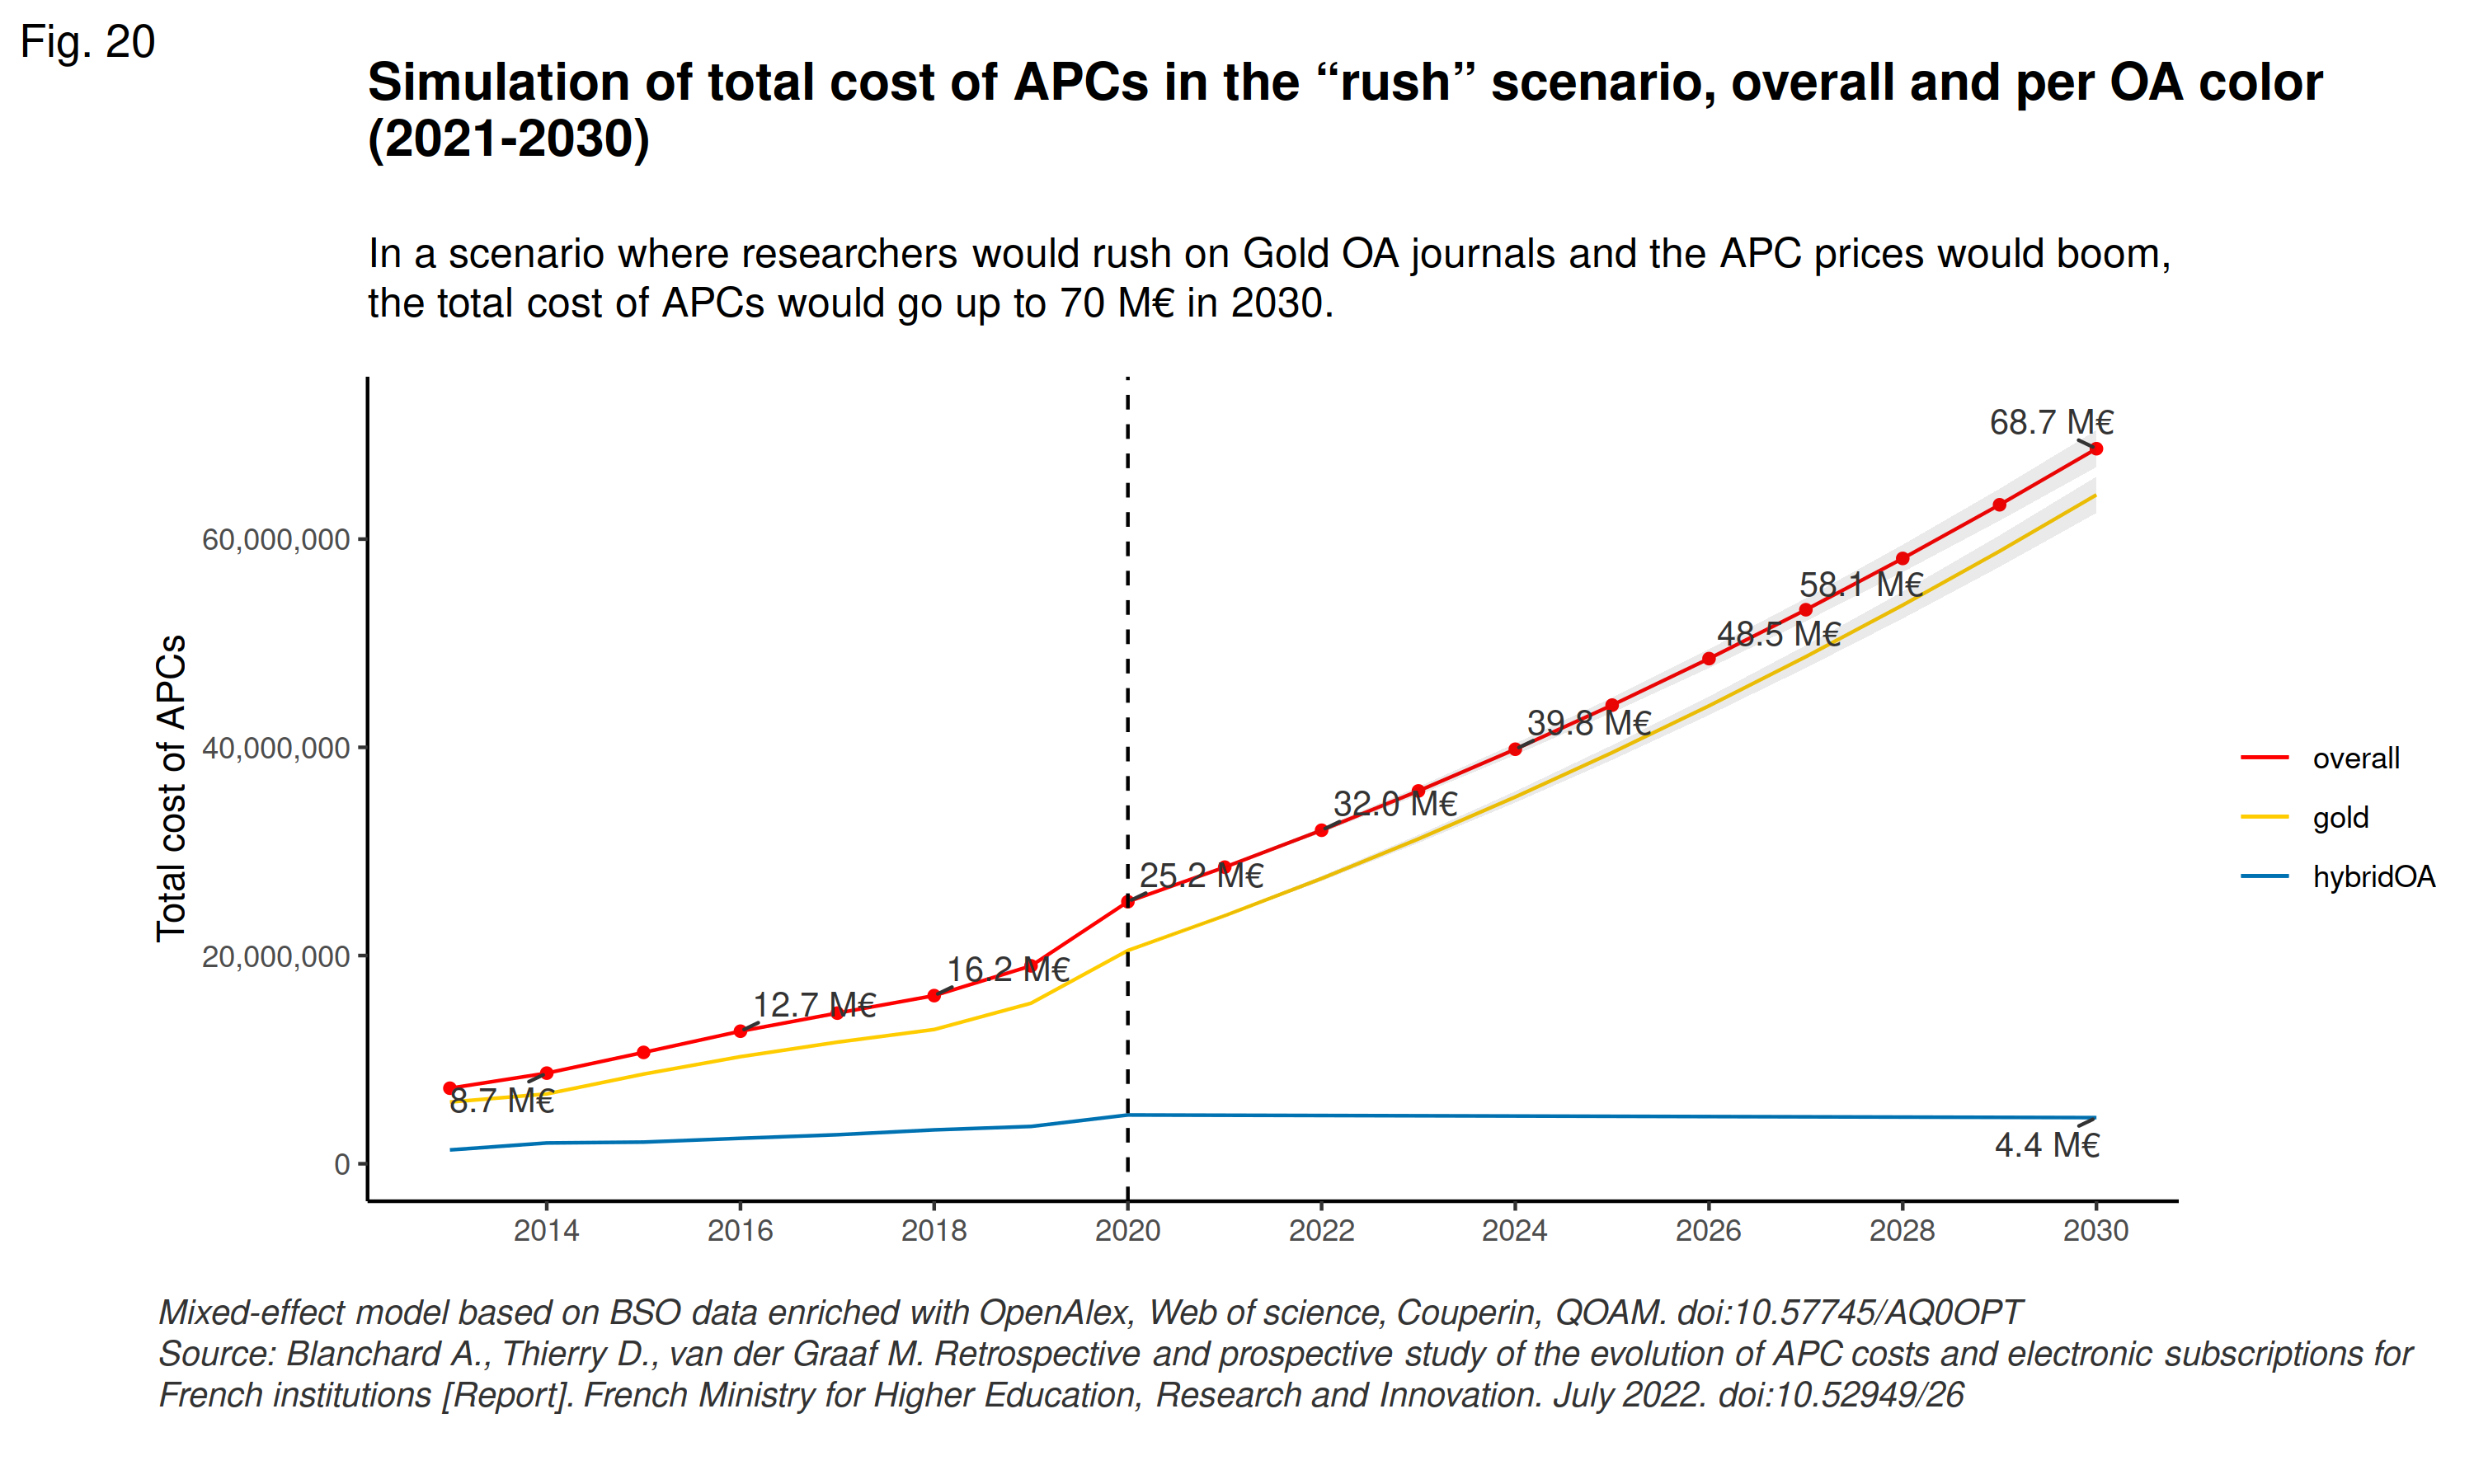 Fig. 20
Simulation of total cost of APCs in the “rush” scenario, overall and per OA color
(2021-2030)
In a scenario where researchers would rush on Gold OA journals and the APC prices would boom,
the total cost of APCs would go up to 70 M€ in 2030.
Total cost of APCs
60,000,000
40,000,000
20,000,000
0
8.7 M€
12.7 M€
16.2 M€
25.2 M€
32.0 M€
39.8 M€
48.5 M€
58.1 M€
68.7 M€
4.4 M€
2014
2016
2018
2020
2022
2024
2026
2028
2030
overall
gold
hybridOA
Mixed-effect model based on BSO data enriched with OpenAlex, Web of science, Couperin, QOAM. doi:10.57745/AQ0OPT
Source: Blanchard A., Thierry D., van der Graaf M. Retrospective and prospective study of the evolution of APC costs and electronic subscriptions for
French institutions [Report]. French Ministry for Higher Education, Research and Innovation. July 2022. doi:10.52949/26